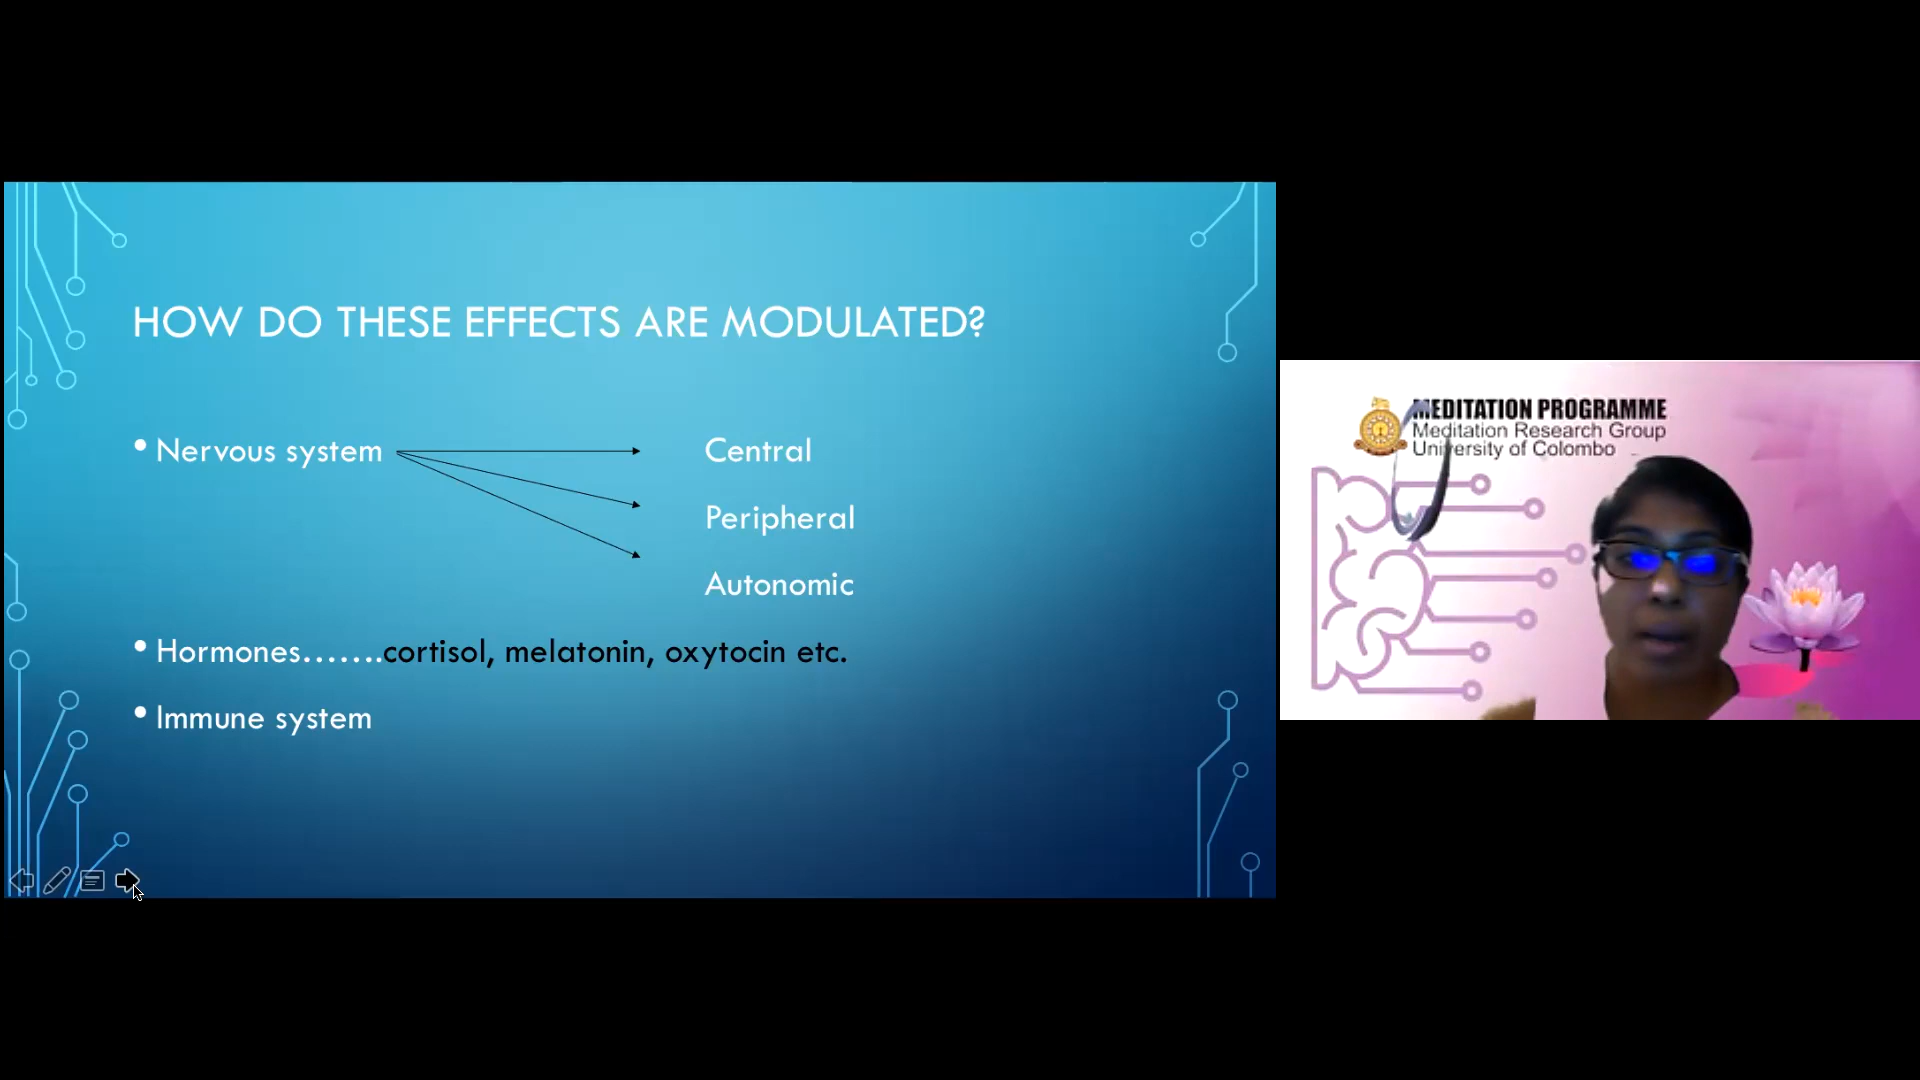 HOW DO THESE EFFECTS ARE MODULATED?
• Nervous system
Central
Peripheral
Autonomic
• Hormones.......cortisol, melatonin, oxytocin etc.
• Immune system
MEDITATION PROGRAMME
Meditation Research Group
University of Colombo